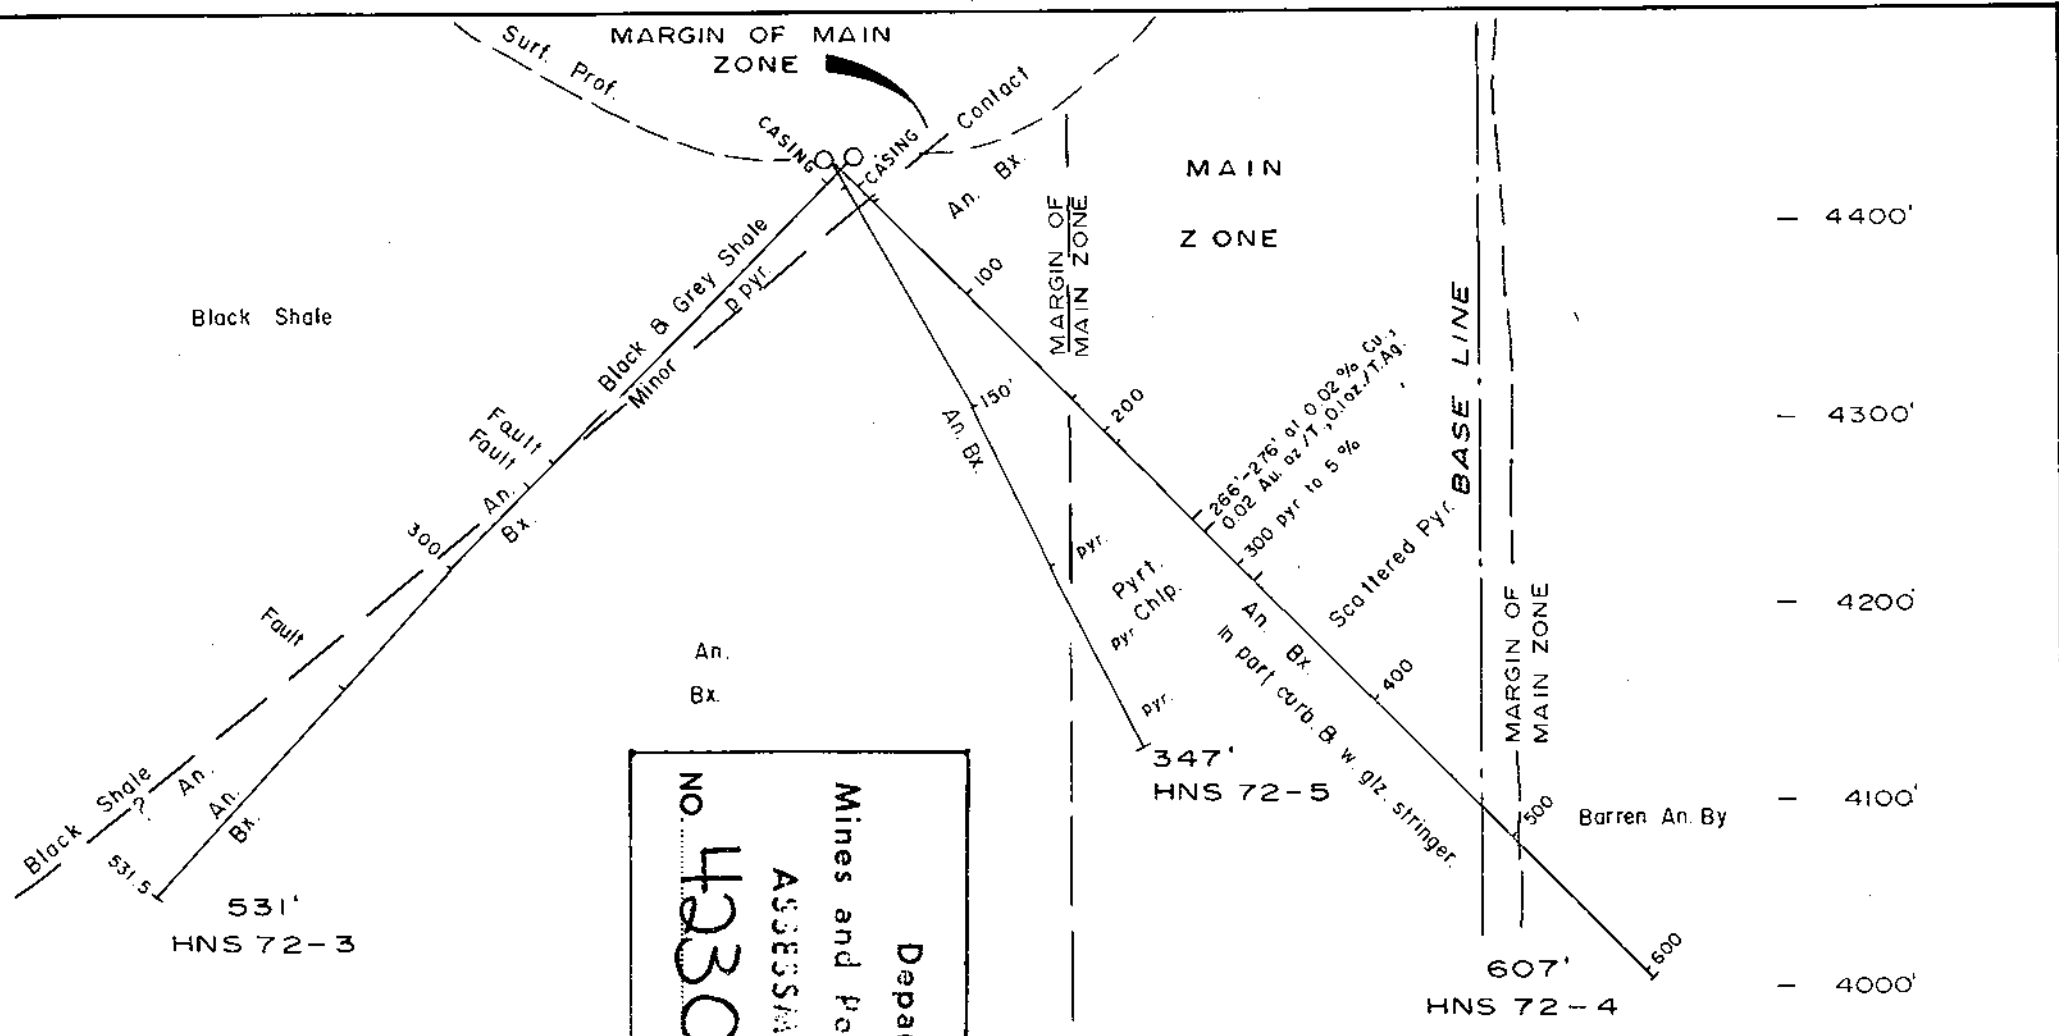 MARGIN OF MAIN
ZONE
Surf. Prof.
Contact
CASING
CASING
An. Bx.
MAIN
ZONE
MARGIN OF
MAIN ZONE
BASE LINE
4400'
4300'
4200'
4100'
4000'
Black Shale
Black & Grey Shale
Minor pyr.
Fault
Fault
An.
Bx.
300
Fault
Black Shale
?
An.
An.
Bx.
531.5
531'
HNS 72-3
An.
Bx.
100
150'
An. Bx.
200
266'-276' at 0.02 % Cu.,
0.02 Au. oz /T., 0.1oz./T.Ag.
300 pyr to 5 %
Scattered Pyr.
pyr.
Pyrt.
pyr Chlp.
pyr.
An. Bx.
In part carb. & w. qlz. stringer.
400
347'
HNS 72-5
MARGIN OF
MAIN ZONE
500
Barren An. By
600
607'
HNS 72-4
Depa
Mines and Pe
ASSESSM
NO. 4230